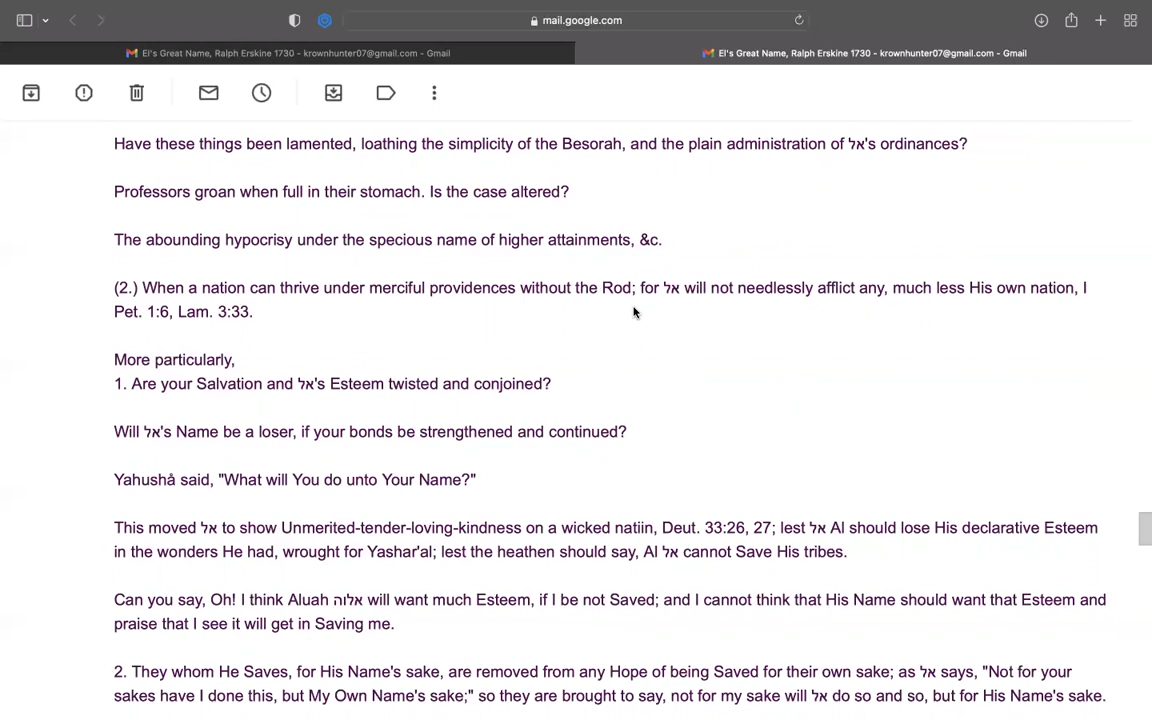 mail.google.com
El's Great Name, Ralph Erskine 1730 - krownhunter07@gmail.com - Gmail
El's Great Name, Ralph Erskine 1730 - krownhunter07@gmail.com - Gmail
Have these things been lamented, loathing the simplicity of the Besorah, and the plain administration of אל's ordinances?
Professors groan when full in their stomach. Is the case altered?
The abounding hypocrisy under the specious name of higher attainments, &c.
(2.) When a nation can thrive under merciful providences without the Rod; for אל will not needlessly afflict any, much less His own nation, I
Pet. 1:6, Lam. 3:33.
More particularly,
1. Are your Salvation and אל's Esteem twisted and conjoined?
Will אל's Name be a loser, if your bonds be strengthened and continued?
Yahushå said, "What will You do unto Your Name?"
This moved אל to show Unmerited-tender-loving-kindness on a wicked natiin, Deut. 33:26, 27; lest אל Al should lose His declarative Esteem
in the wonders He had, wrought for Yashar'al; lest the heathen should say, Al אל cannot Save His tribes.
Can you say, Oh! I think Aluah אלוה will want much Esteem, if I be not Saved; and I cannot think that His Name should want that Esteem and
praise that I see it will get in Saving me.
2. They whom He Saves, for His Name's sake, are removed from any Hope of being Saved for their own sake; as אל says, "Not for your
sakes have I done this, but My Own Name's sake;" so they are brought to say, not for my sake will אל do so and so, but for His Name's sake.